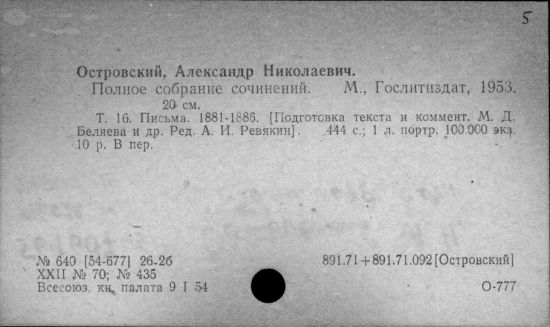 5
Островский, Александр Николаевич.
Полное собрание сочинений. М., Гослитиздат, 1953.
20 см.
Т. 16. Письма. 1881-1886. [Подготовка текста и коммент. М. Д.
Беляева и др. Ред. А. И. Ревякин]. 444 с.; 1 л. портр. 100.000 экз.
10 р. В пер.
№ 640 [54-677] 26-2б
XXII № 70; № 435
Всесоюз. кн. палата 9 I 54
891.71+891.71.092 [Островский]
О-777